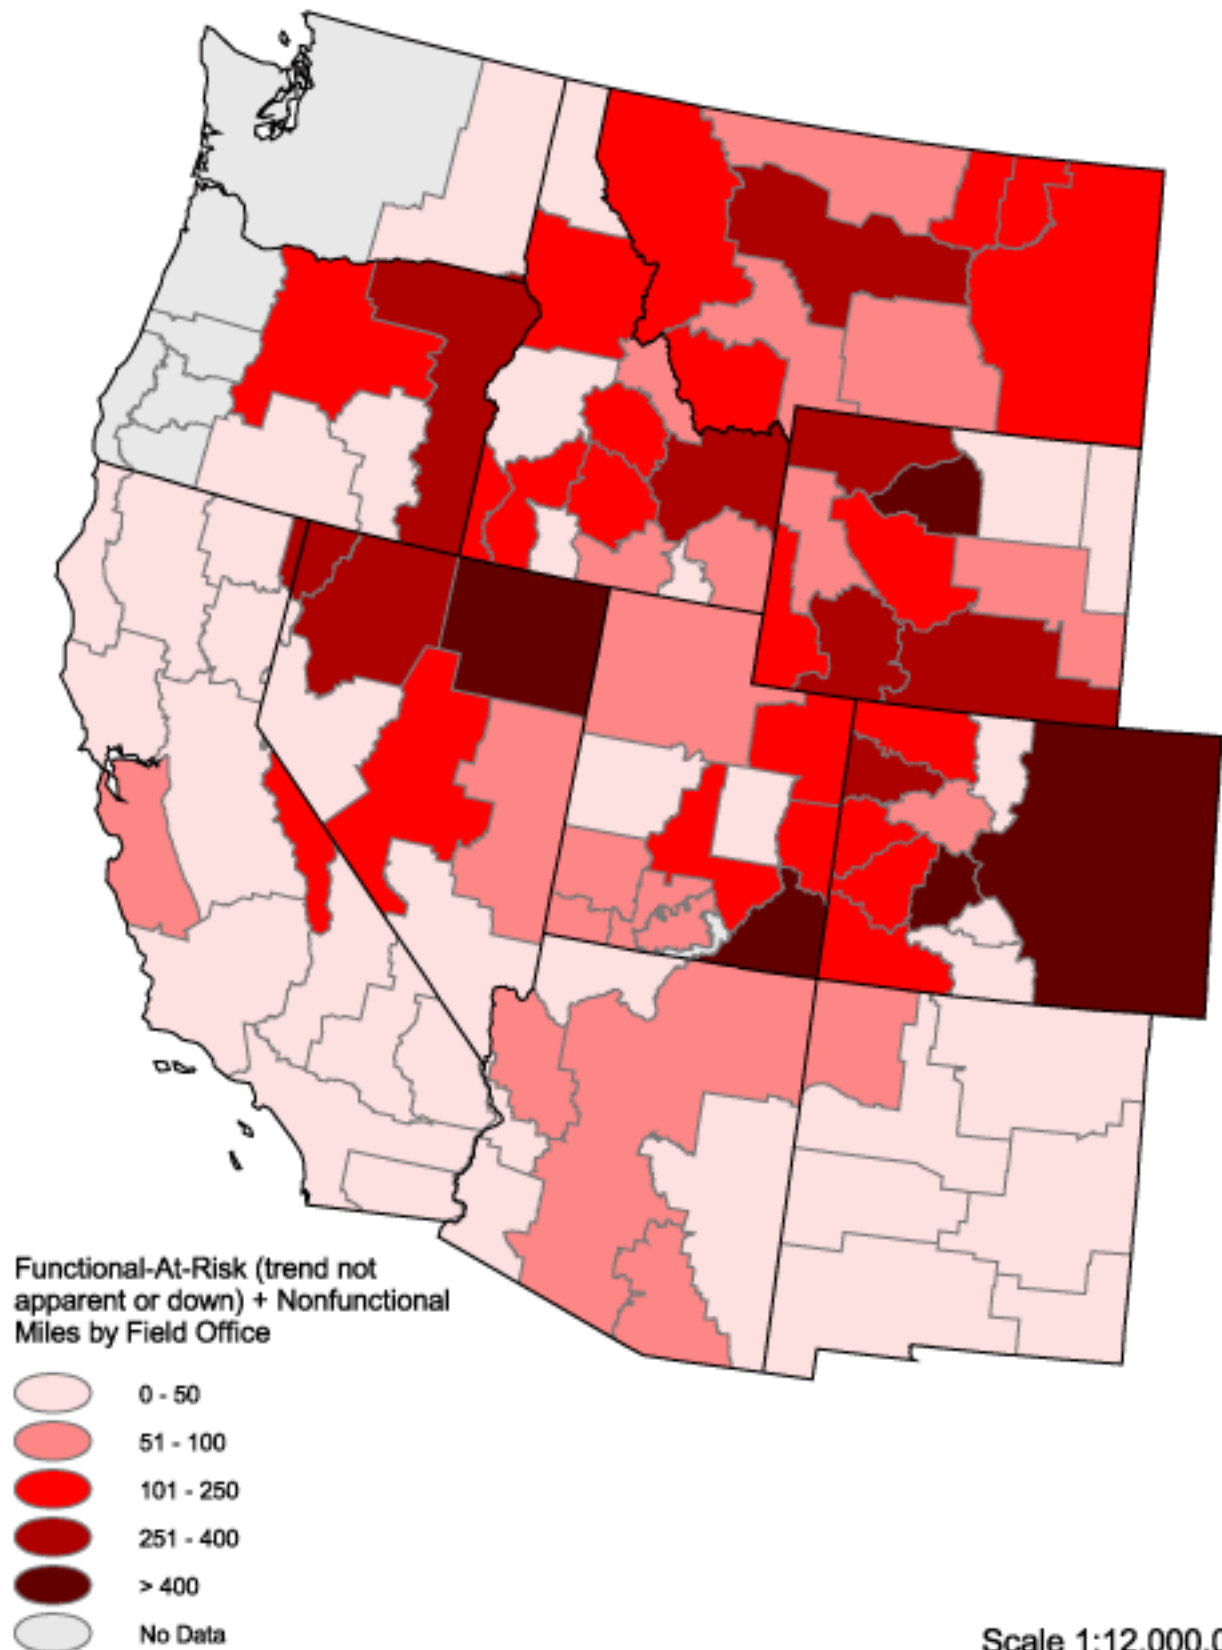 Functional-At-Risk (trend not
apparent or down) + Nonfunctional
Miles by Field Office
0 - 50
51 - 100
101 - 250
251 - 400
> 400
No Data
Scale 1:12,000,0